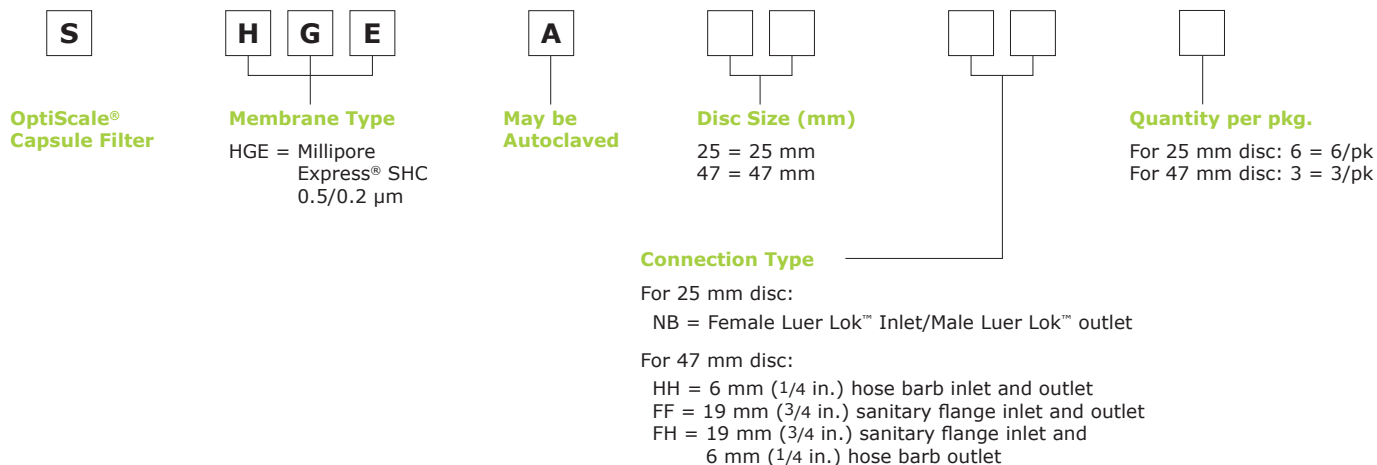 S H G E A
OptiScale®
Capsule Filter
Membrane Type
HGE = Millipore
Express® SHC
0.5/0.2 µm
May be
Autoclaved
Disc Size (mm)
25 = 25 mm
47 = 47 mm
Quantity per pkg.
For 25 mm disc: 6 = 6/pk
For 47 mm disc: 3 = 3/pk
Connection Type
For 25 mm disc:
NB = Female Luer Lok™ Inlet/Male Luer Lok™ outlet
For 47 mm disc:
HH = 6 mm (1/4 in.) hose barb inlet and outlet
FF = 19 mm (3/4 in.) sanitary flange inlet and outlet
FH = 19 mm (3/4 in.) sanitary flange inlet and
6 mm (1/4 in.) hose barb outlet